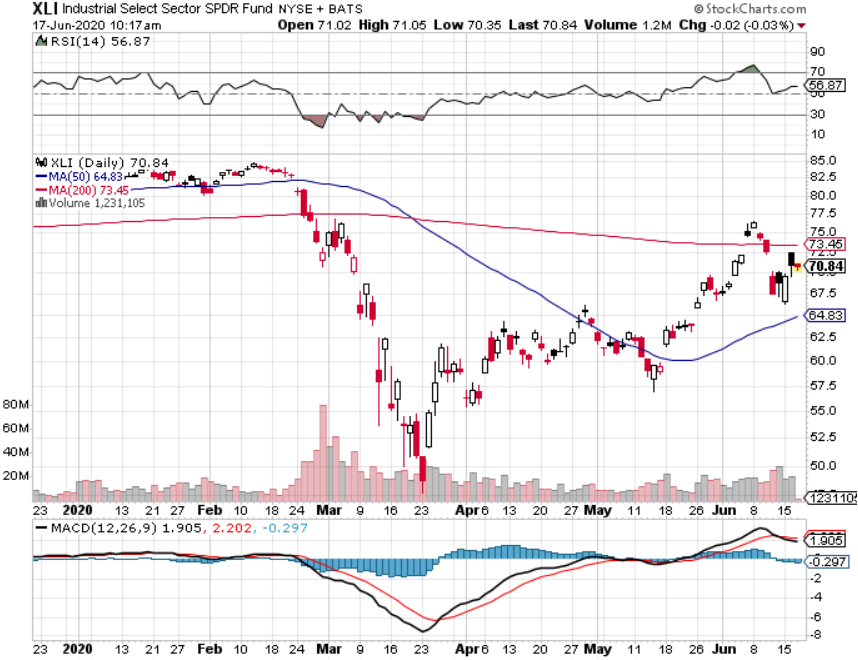 XLI Industrial Select Sector SPDR Fund NYSE + BATS © StockCharts.com
17-Jun-2020 10:17am Open 71.02 High 71.05 Low 70.35 Last 70.84 Volume 1.2M Chg -0.02 (-0.03%)
RSI(14) 56.87
90
70
56.87
50
30
10
XLI (Daily) 70.84
MA(50) 64.83
MA(200) 73.45
Volume 1,231,105
85.0
82.5
80.0
77.5
75.0
73.45
72.5
70.84
67.5
64.83
62.5
60.0
57.5
55.0
52.5
50.0
80M
60M
40M
20M
1231105
23 2020 13 21 27 Feb 10 18 24 Mar 9 16 23 Apr 6 13 20 27 May 11 18 26 Jun 8 15
MACD(12,26,9) 1.905, 2.202, -0.297
1.905
-0.297
-2
-4
-6
-8
23 2020 13 21 27 Feb 10 18 24 Mar 9 16 23 Apr 6 13 20 27 May 11 18 26 Jun 8 15